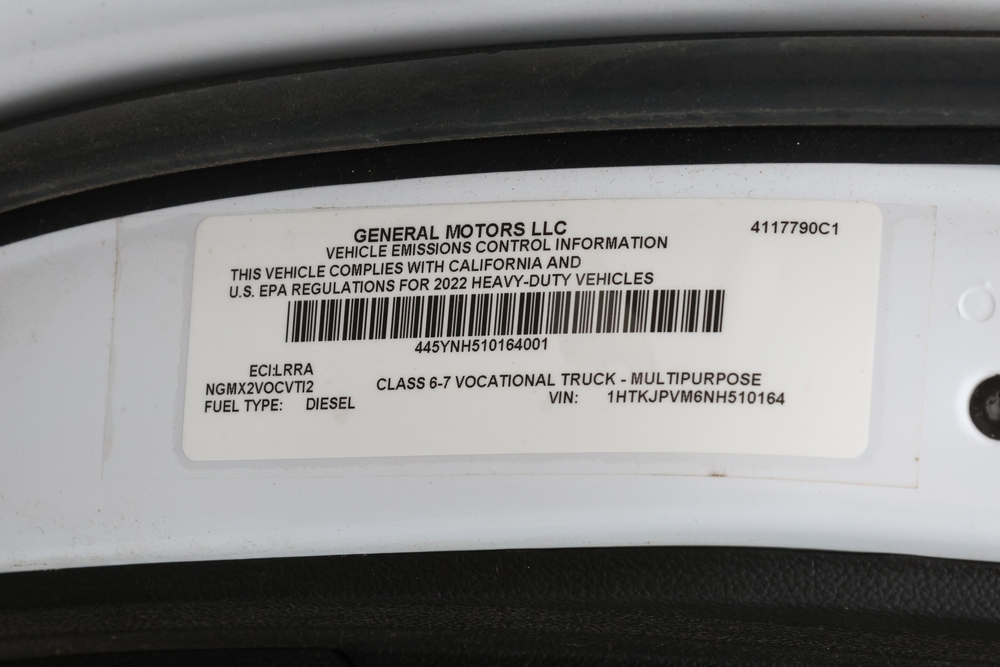 GENERAL MOTORS LLC
4117790C1
VEHICLE EMISSIONS CONTROL INFORMATION
THIS VEHICLE COMPLIES WITH CALIFORNIA AND
U.S. EPA REGULATIONS FOR 2022 HEAVY-DUTY VEHICLES
445YNH510164001
ECI:LRRA
NGMX2VOCVTI2
CLASS 6-7 VOCATIONAL TRUCK - MULTIPURPOSE
FUEL TYPE: DIESEL
VIN: 1HTKJPVM6NH510164